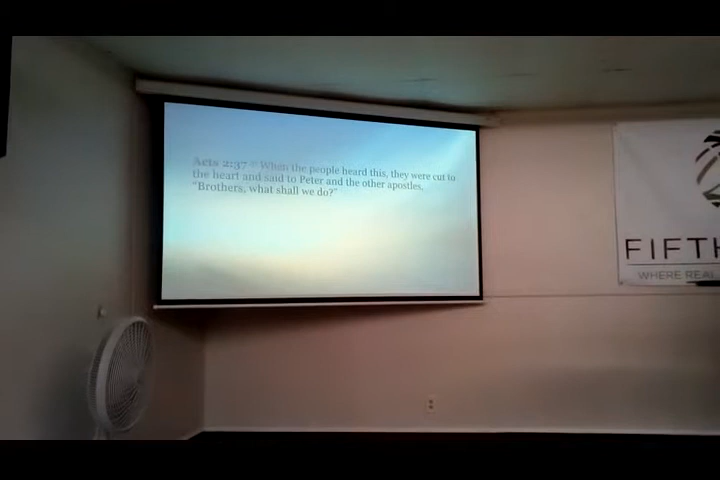 Acts 2:37 When the people heard this, they were cut to
the heart and said to Peter and the other apostles,
"Brothers, what shall we do?"
FIFTH
WHERE REAL